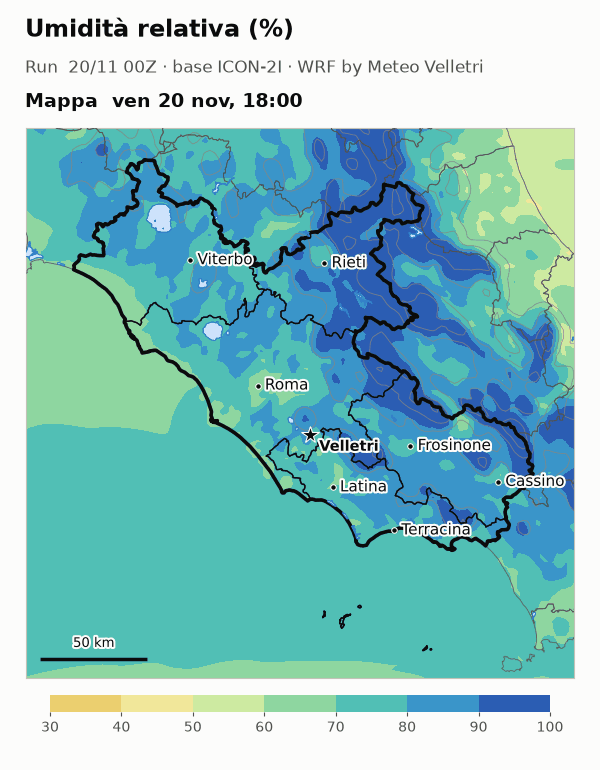 Umidità relativa (%)
Run  20/11 00Z · base ICON-2I · WRF by Meteo Velletri
Mappa  ven 20 nov, 18:00
Viterbo
Rieti
Roma
Velletri
Frosinone
Latina
Cassino
Terracina
50 km
30 40 50 60 70 80 90 100